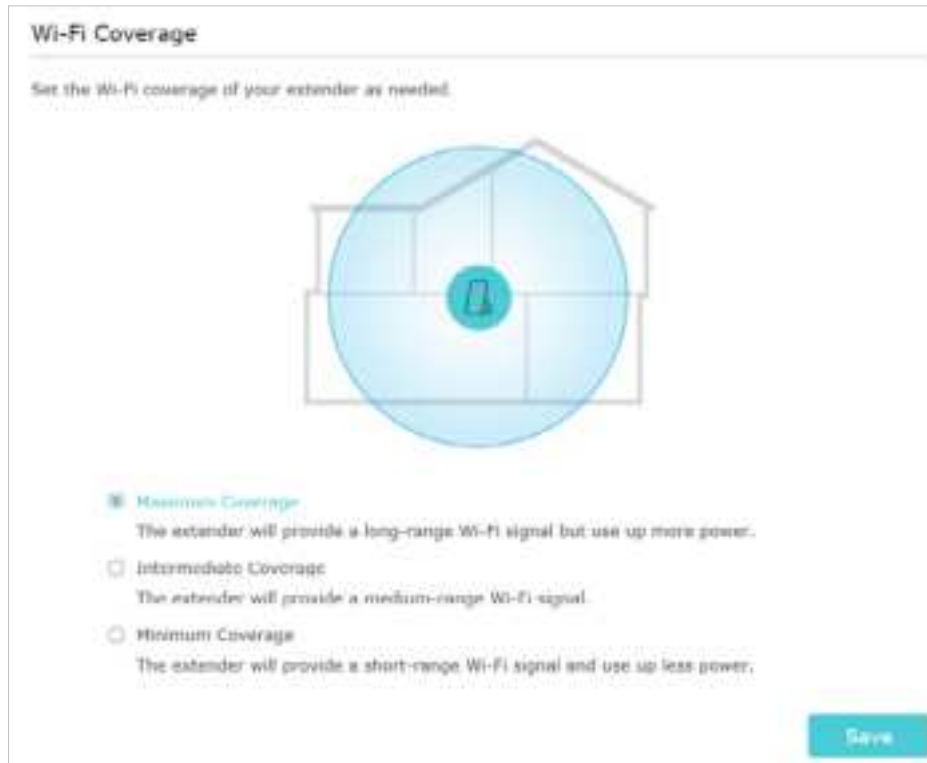 Wi-Fi Coverage
Set the Wi-Fi coverage of your extender as needed.
Maximum Coverage
The extender will provide a long-range Wi-Fi signal but use up more power.
Intermediate Coverage
The extender will provide a medium-range Wi-Fi signal.
Minimum Coverage
The extender will provide a short-range Wi-Fi signal and use up less power.
Save